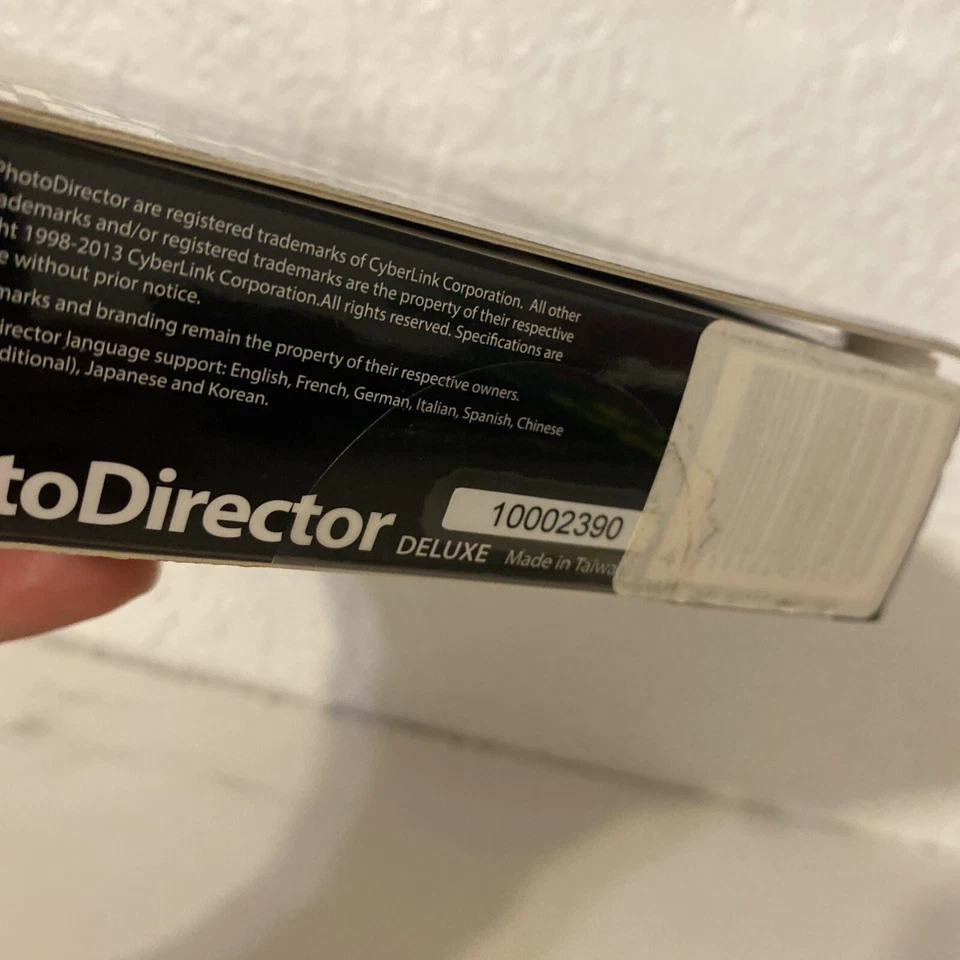 PhotoDirector are registered trademarks of CyberLink Corporation. All other
ademarks and/or registered trademarks are the property of their respective
ht 1998-2013 CyberLink Corporation.All rights reserved. Specifications are
e without prior notice.
marks and branding remain the property of their respective owners.
irector language support: English, French, German, Italian, Spanish, Chinese
ditional), Japanese and Korean.
toDirector DELUXE
10002390
Made in Taiwa